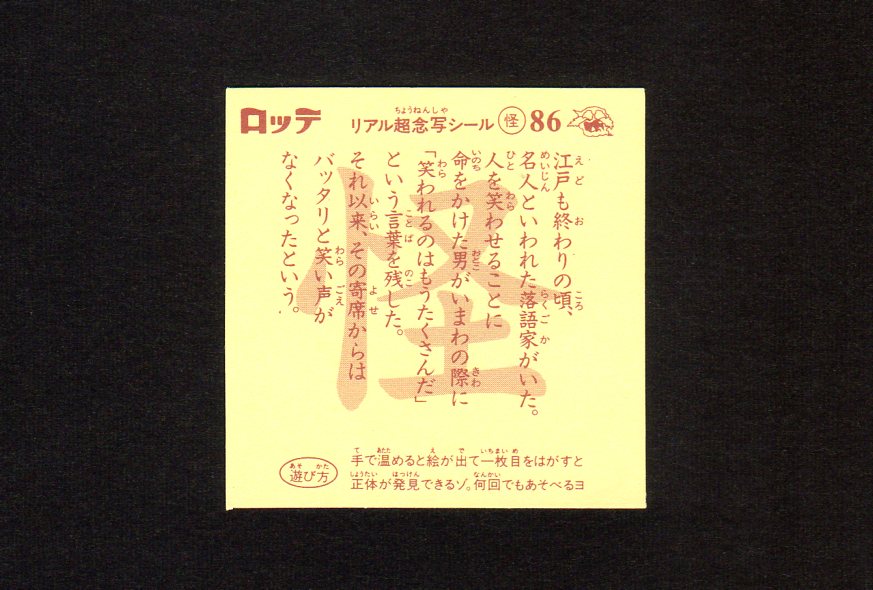 ロッテ
リアル超念写シール 怪 86
江戸も終わりの頃、
名人といわれた落語家がいた。
人を笑わせることに
命をかけた男がいまわの際に
「笑われるのはもうたくさんだ」
という言葉を残した。
それ以来、その寄席からは
バッタリと笑い声が
なくなったという。
怪
遊び方
手で温めると絵が出て一枚目をはがすと
正体が発見できるゾ。何回でもあそべるヨ